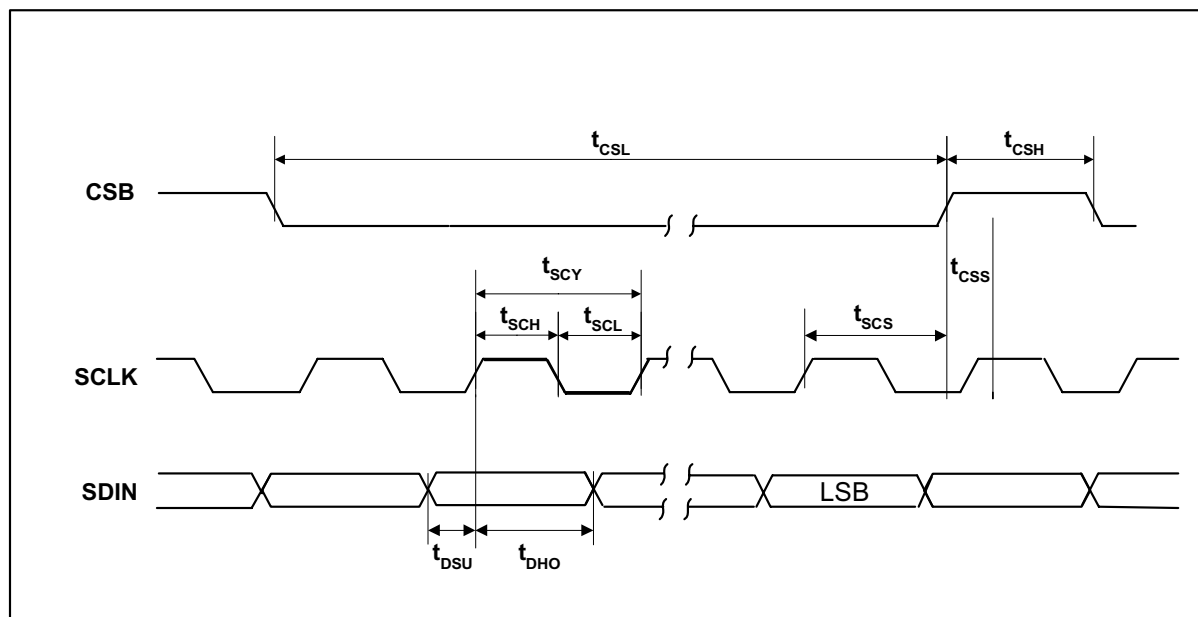 tCSL
tCSH
CSB
tSCY
tCSS
tSCH
tSCL
tSCS
SCLK
SDIN
LSB
tDSU
tDHO